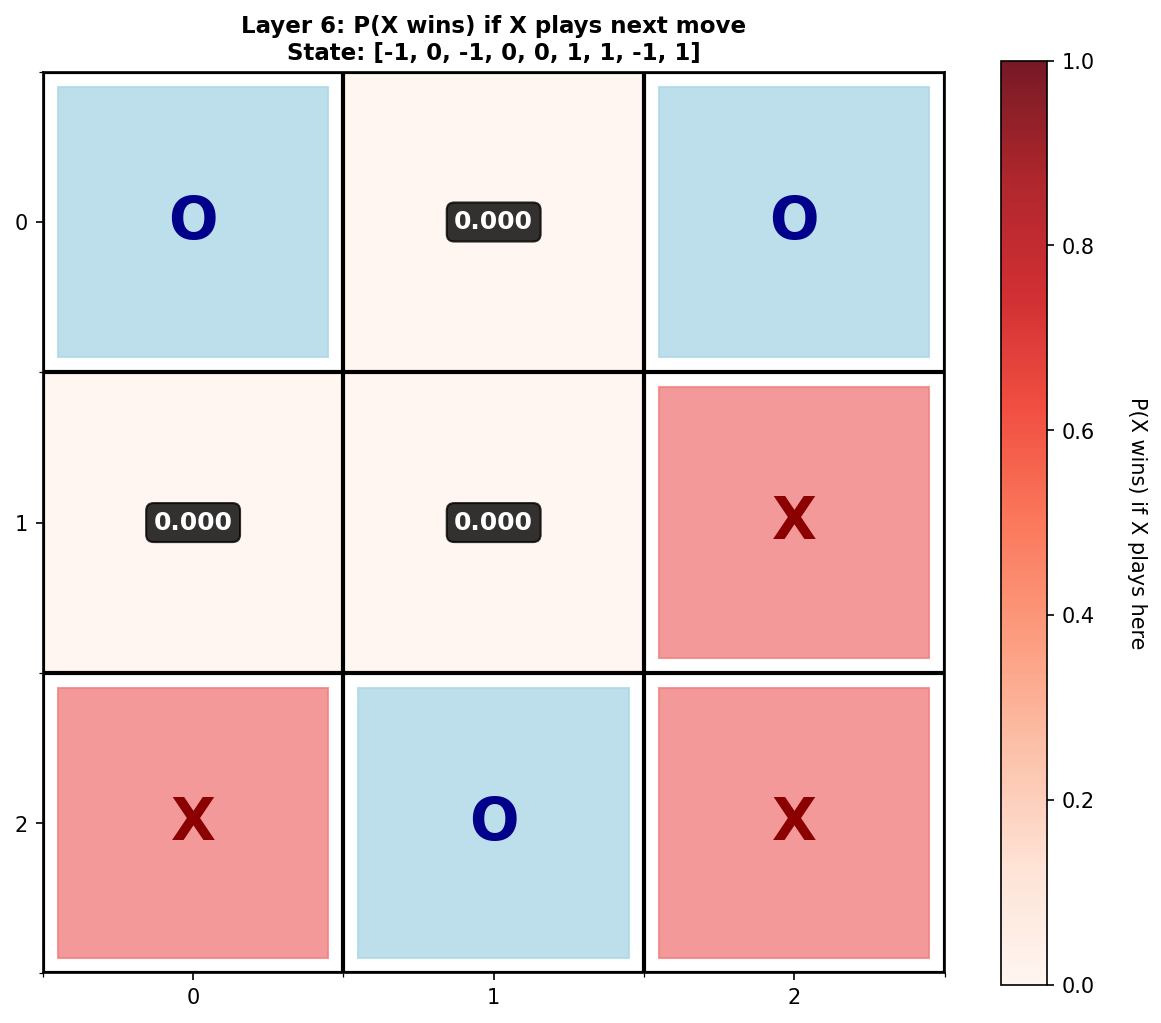 Layer 6: P(X wins) if X plays next move
State: [-1, 0, -1, 0, 0, 1, 1, -1, 1]
0
O
0.000
O
1
0.000
0.000
X
2
X
O
X
0
1
2
1.0
0.8
0.6
0.4
0.2
0.0
P(X wins) if X plays here